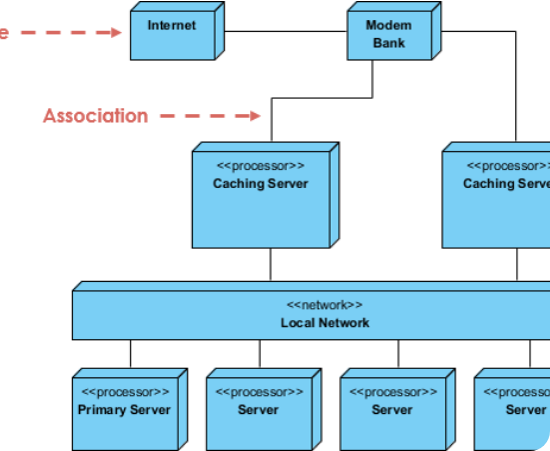 e
Internet
Modem
Bank
Association
<<processor>>
Caching Server
<<processor>>
Caching Serve
<<network>>
Local Network
<<processor>>
Primary Server
<<processor>>
Server
<<processor>>
Server
<<processo
Server